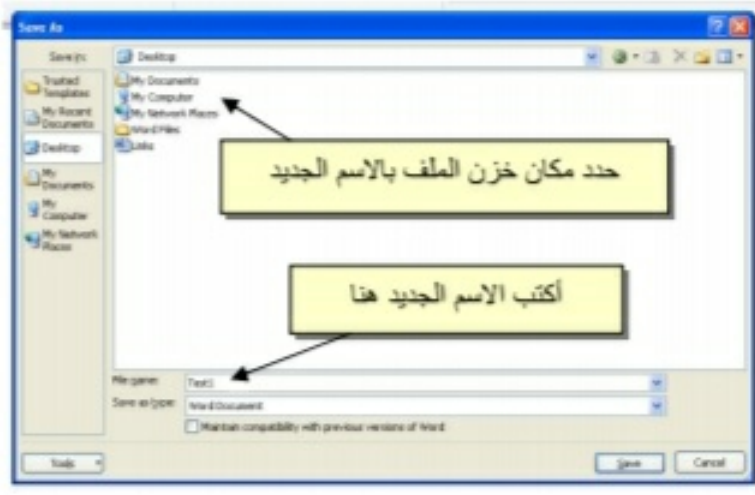 Save As
Save in:
Desktop
Trusted
Templates
My Recent
Documents
Desktop
My
Documents
My
Computer
My Network
Places
My Documents
My Computer
My Network Places
Word Files
Links
حدد مكان خزن الملف بالاسم الجديد
أكتب الاسم الجديد هنا
File name:
Test1
Save as type:
Word Document
Maintain compatibility with previous versions of Word
Tools
Save
Cancel